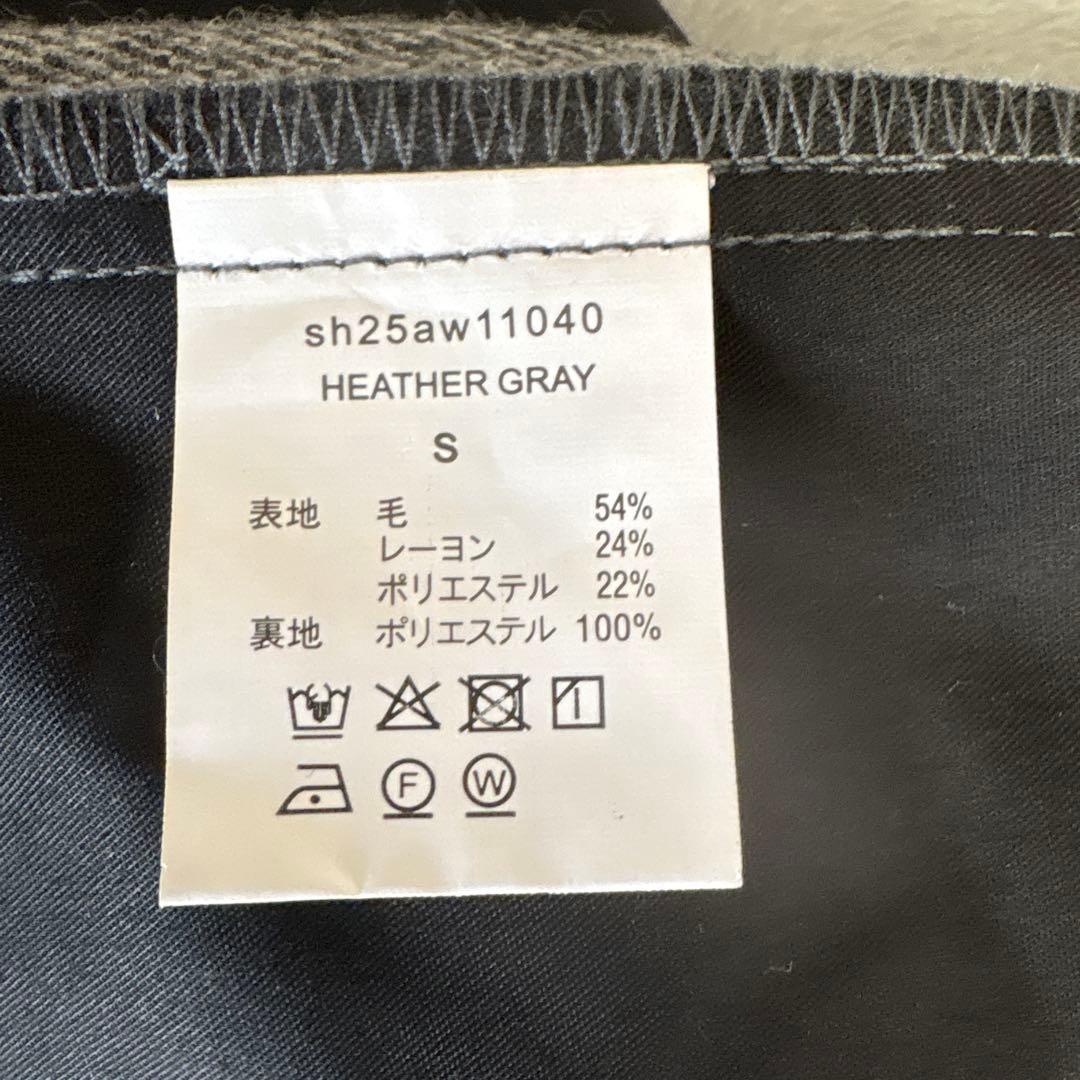 sh25aw11040
HEATHER GRAY
S
表地 毛 54%
レーヨン 24%
ポリエステル 22%
裏地 ポリエステル 100%
F W